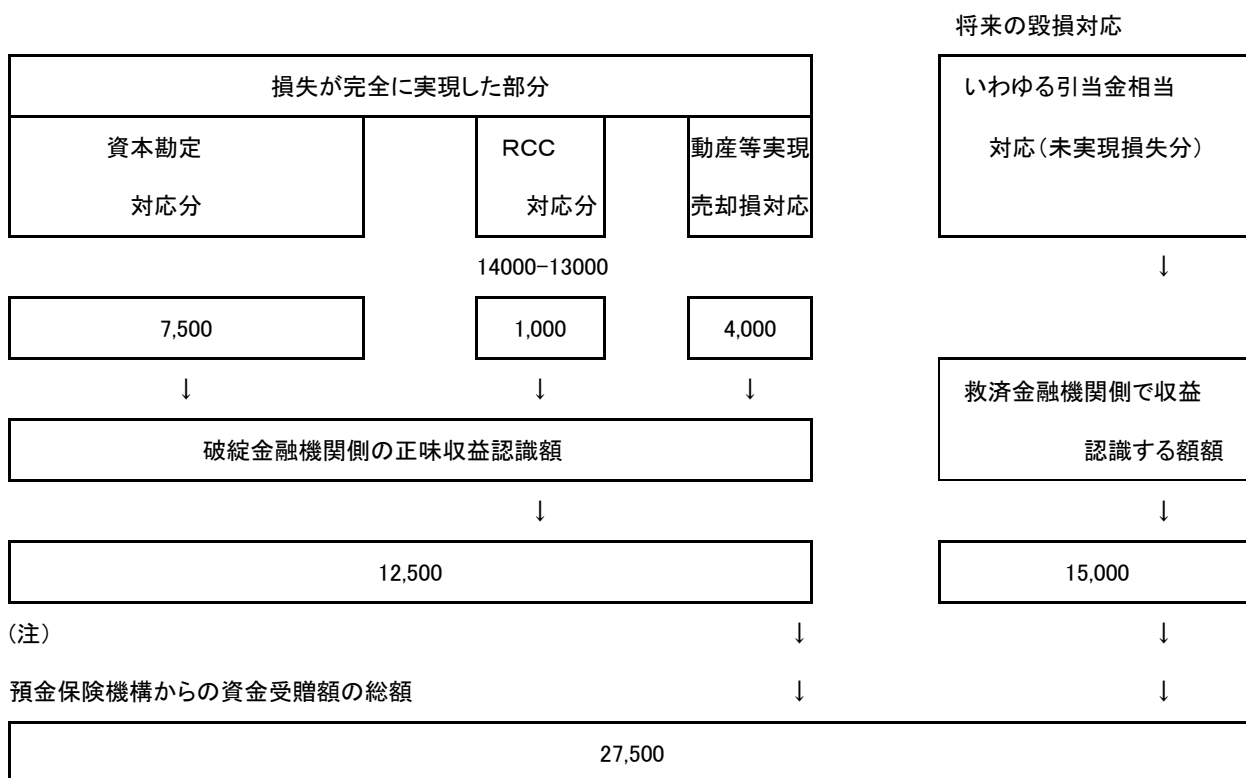 将来の毀損対応
損失が完全に実現した部分
いわゆる引当金相当
資本勘定
RCC
動産等実現
対応(未実現損失分)
対応分
対応分
売却損対応
14000-13000
↓
7,500
1,000
4,000
↓
↓
↓
救済金融機関側で収益
破綻金融機関側の正味収益認識額
認識する額額
↓
↓
12,500
15,000
(注)
↓
↓
預金保険機構からの資金受贈額の総額
↓
↓
27,500